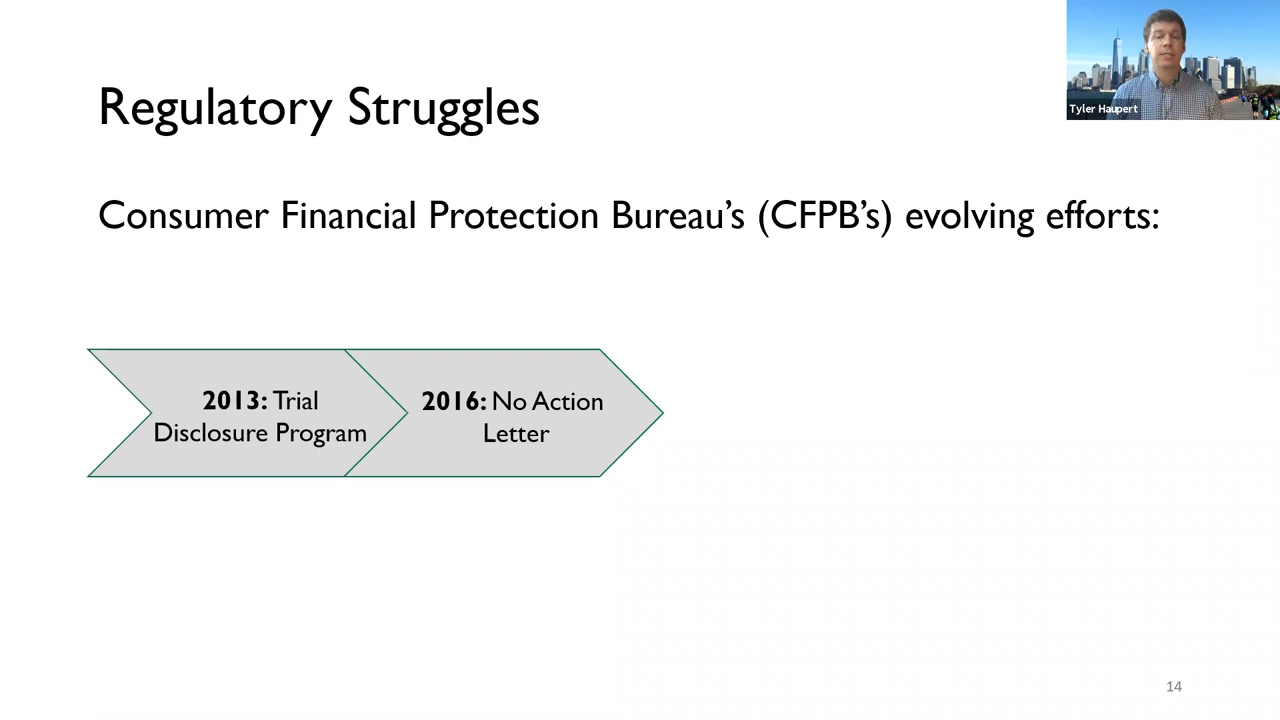 Tyler Haupert
Regulatory Struggles
Consumer Financial Protection Bureau’s (CFPB’s) evolving efforts:
2013: Trial
Disclosure Program
2016: No Action
Letter
14